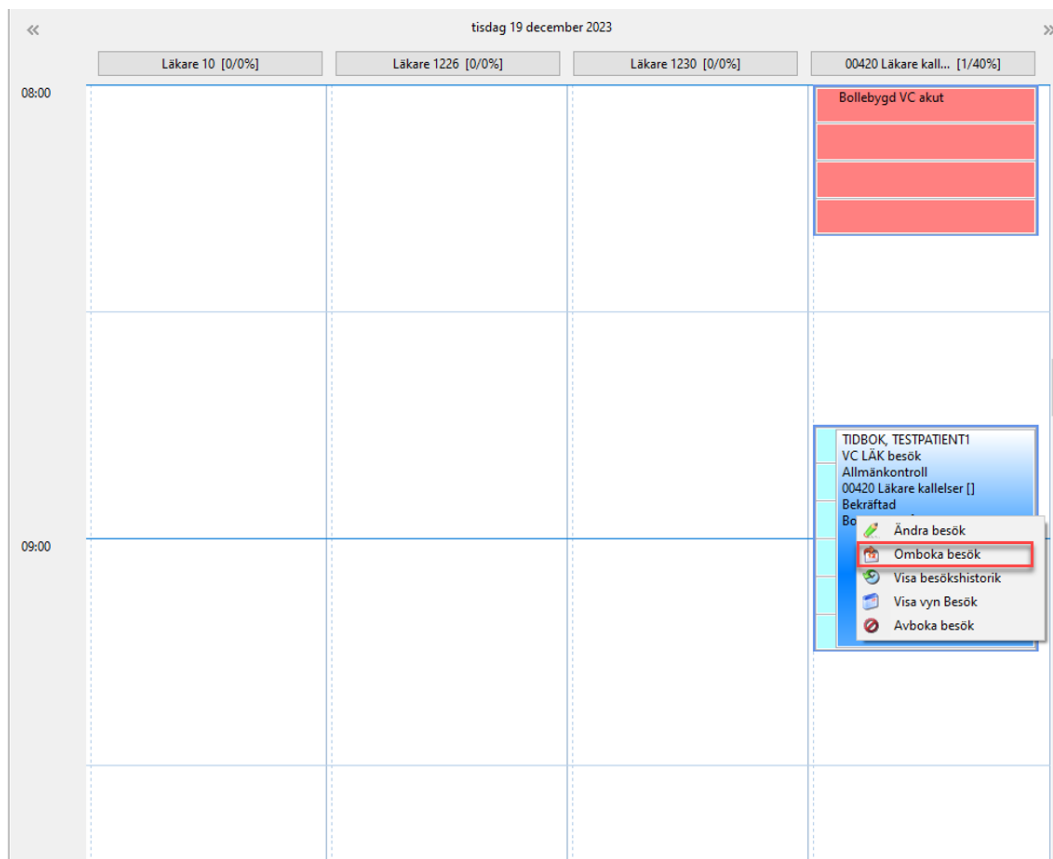 «
tisdag 19 december 2023
»
Läkare 10 [0/0%]
Läkare 1226 [0/0%]
Läkare 1230 [0/0%]
00420 Läkare kall... [1/40%]
08:00
Bollebygd VC akut
TIDBOK, TESTPATIENT1
VC LÄK besök
Allmänkontroll
00420 Läkare kallelser []
Bekräftad
Bo
Ändra besök
09:00
Omboka besök
Visa besökshistorik
Visa vyn Besök
Avboka besök